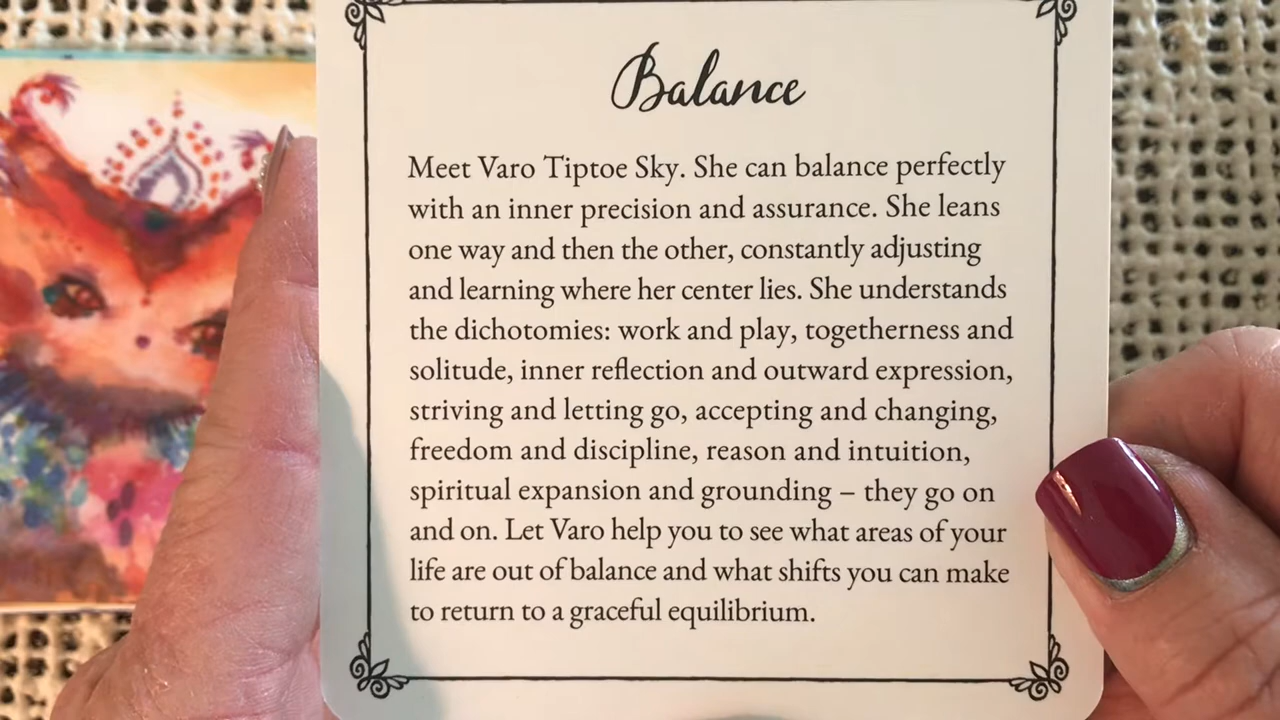 Balance
Meet Varo Tiptoe Sky. She can balance perfectly
with an inner precision and assurance. She leans
one way and then the other, constantly adjusting
and learning where her center lies. She understands
the dichotomies: work and play, togetherness and
solitude, inner reflection and outward expression,
striving and letting go, accepting and changing,
freedom and discipline, reason and intuition,
spiritual expansion and grounding – they go on
and on. Let Varo help you to see what areas of your
life are out of balance and what shifts you can make
to return to a graceful equilibrium.